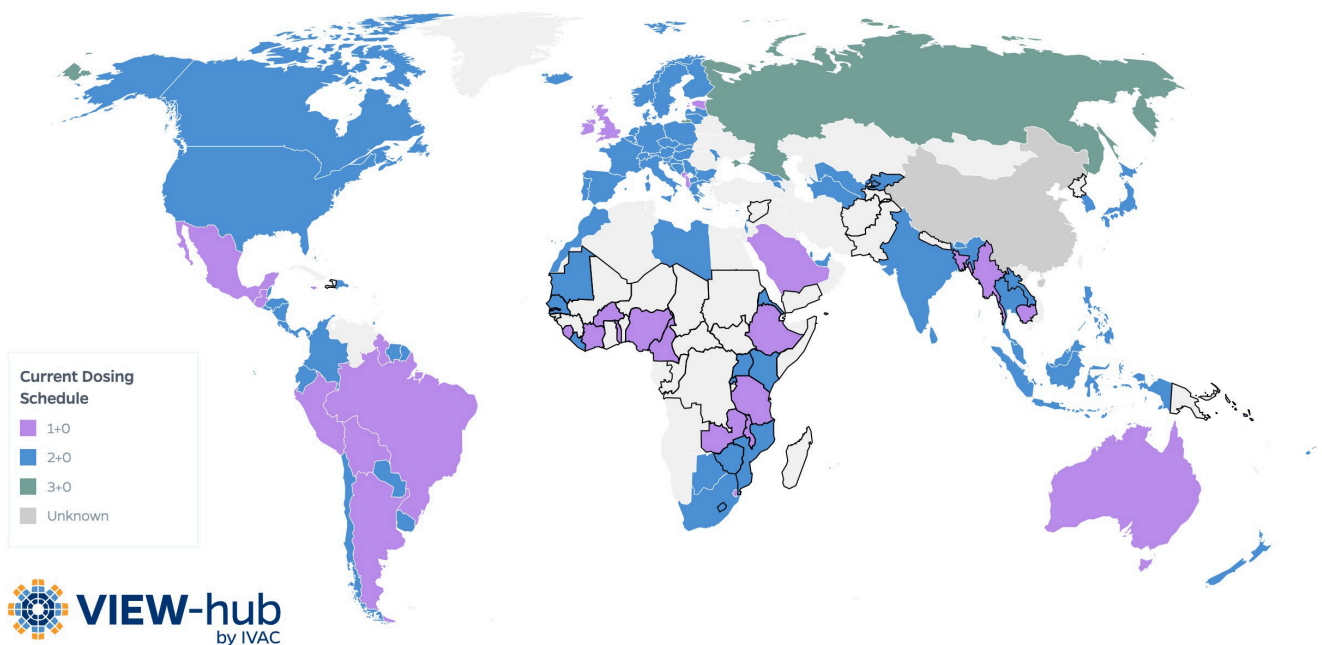 Current Dosing
Schedule
1+0
2+0
3+0
Unknown
VIEW-hub
by IVAC